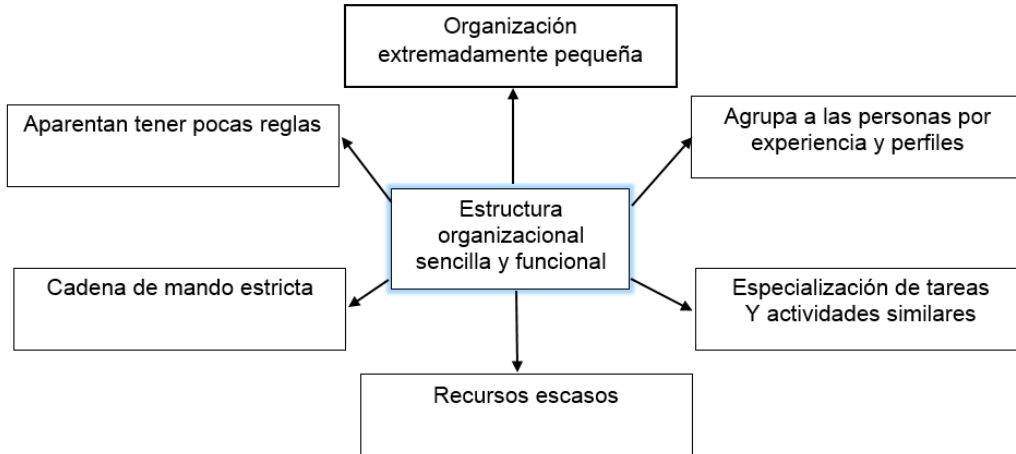 Organización
extremadamente pequeña
Aparentan tener pocas reglas
Agrupa a las personas por
experiencia y perfiles
Estructura
organizacional
sencilla y funcional
Cadena de mando estricta
Especialización de tareas
Y actividades similares
Recursos escasos